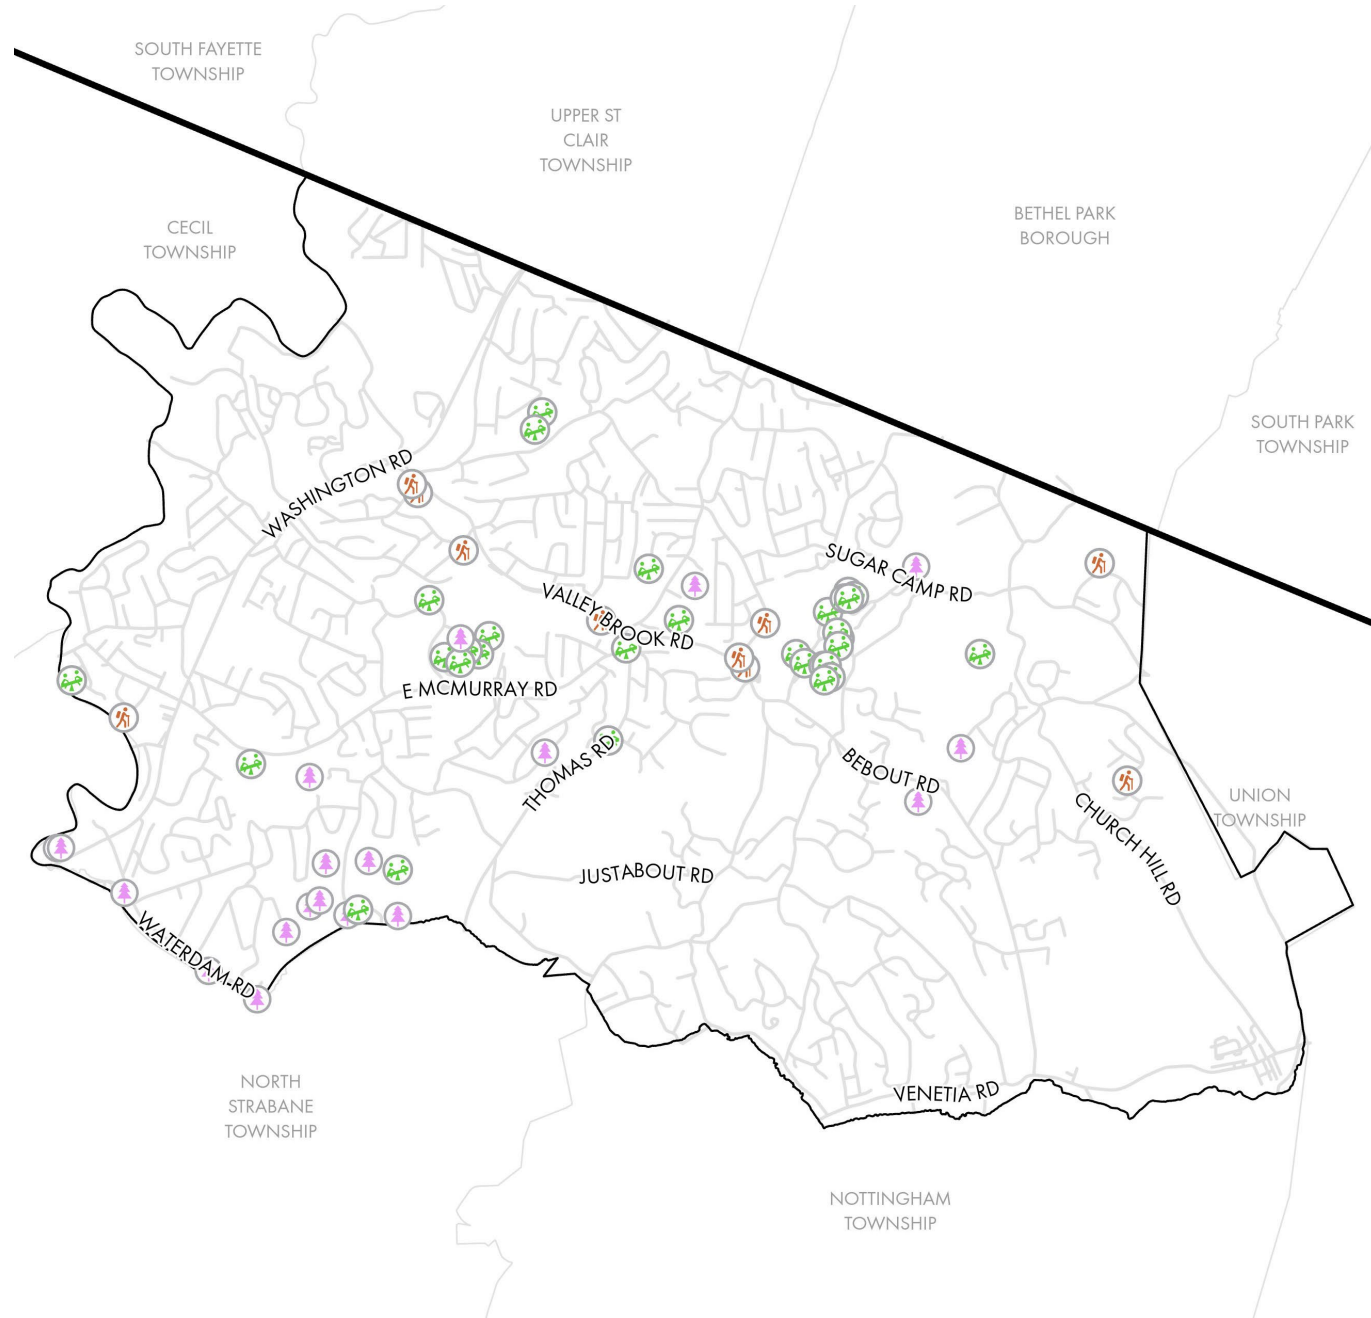 SOUTH FAYETTE
TOWNSHIP
UPPER ST
CLAIR
TOWNSHIP
CECIL
TOWNSHIP
BETHEL PARK
BOROUGH
SOUTH PARK
TOWNSHIP
WASHINGTON RD
SUGAR CAMP RD
VALLEY BROOK RD
E MCMURRAY RD
THOMAS RD
BEBOUT RD
CHURCH HILL RD
UNION
TOWNSHIP
JUSTABOUT RD
WATERDAM RD
VENETIA RD
NORTH
STRABANE
TOWNSHIP
NOTTINGHAM
TOWNSHIP